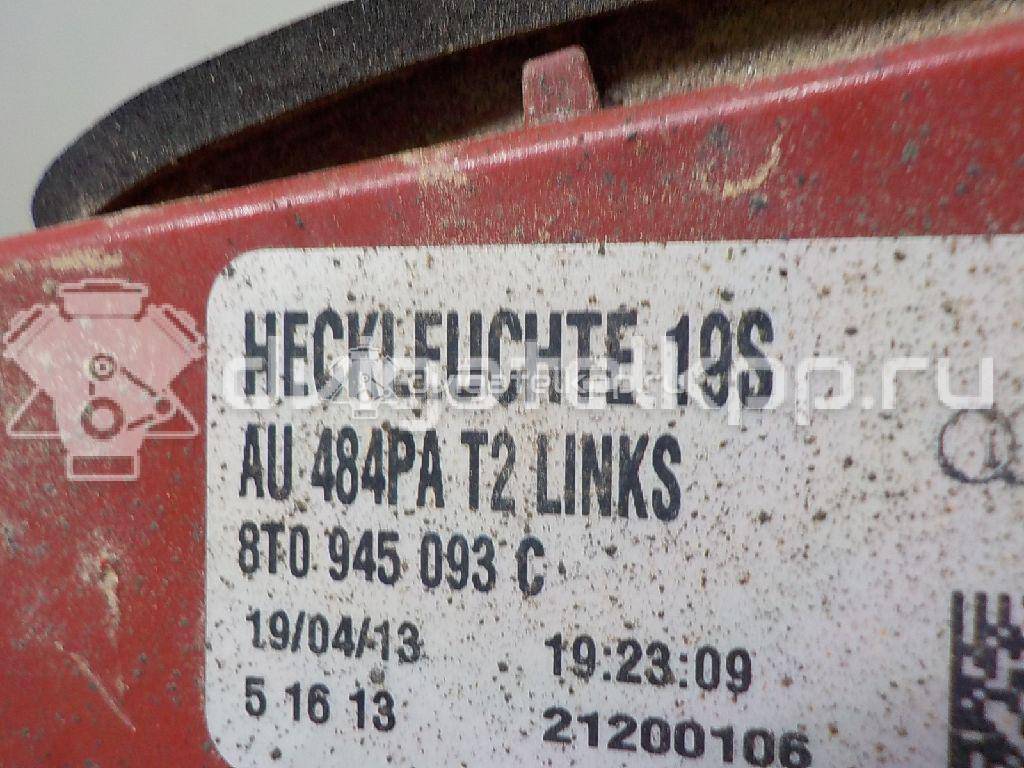 HECKLEUCHTE 19S
AU 484PA T2 LINKS
8T0 945 093 C
19/04/13 19:23:09
5 16 13 21200106